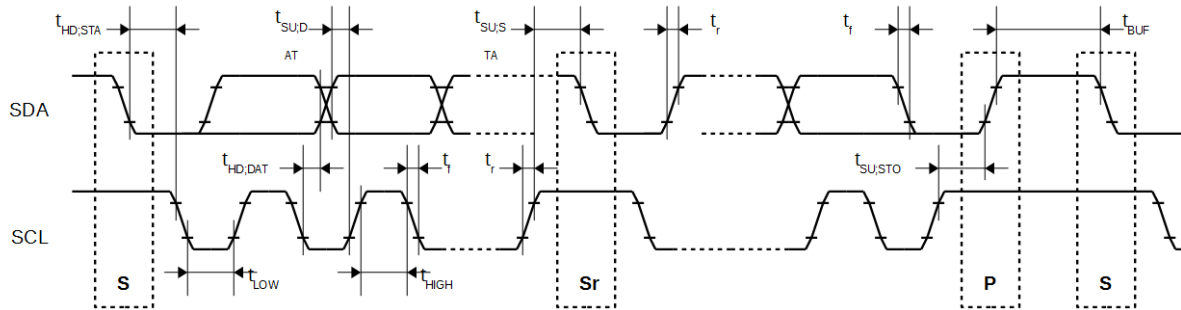 tHD;STA
tSU;D
AT
tSU;S
TA
tr
tf
tBUF
SDA
tHD;DAT
tf
tr
tSU;STO
SCL
tLOW
tHIGH
S
Sr
P
S